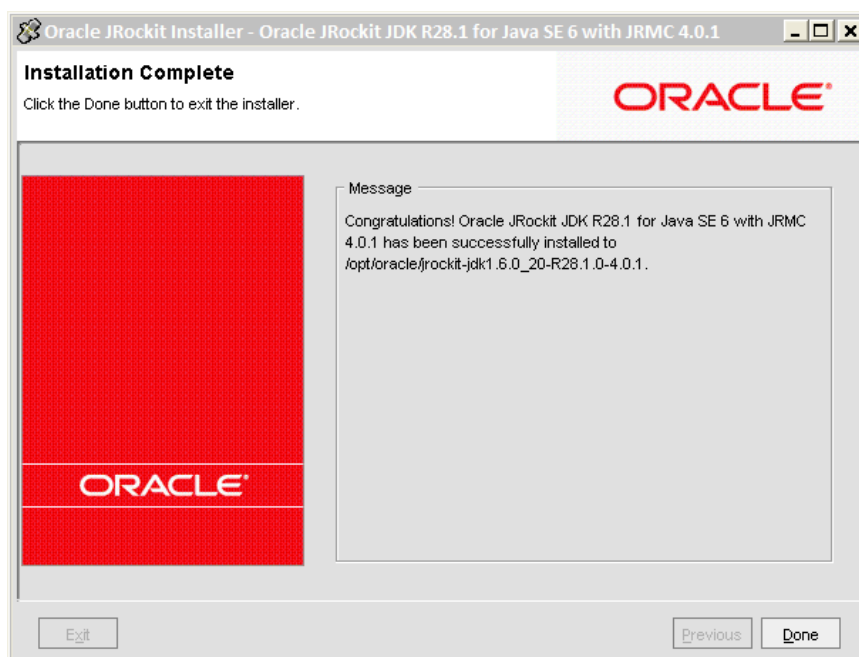 Oracle JRockit Installer - Oracle JRockit JDK R28.1 for Java SE 6 with JRMC 4.0.1
Installation Complete
Click the Done button to exit the installer.
ORACLE
Message
Congratulations! Oracle JRockit JDK R28.1 for Java SE 6 with JRMC
4.0.1 has been successfully installed to
/opt/oracle/jrockit-jdk1.6.0_20-R28.1.0-4.0.1.
ORACLE
Exit
Previous
Done